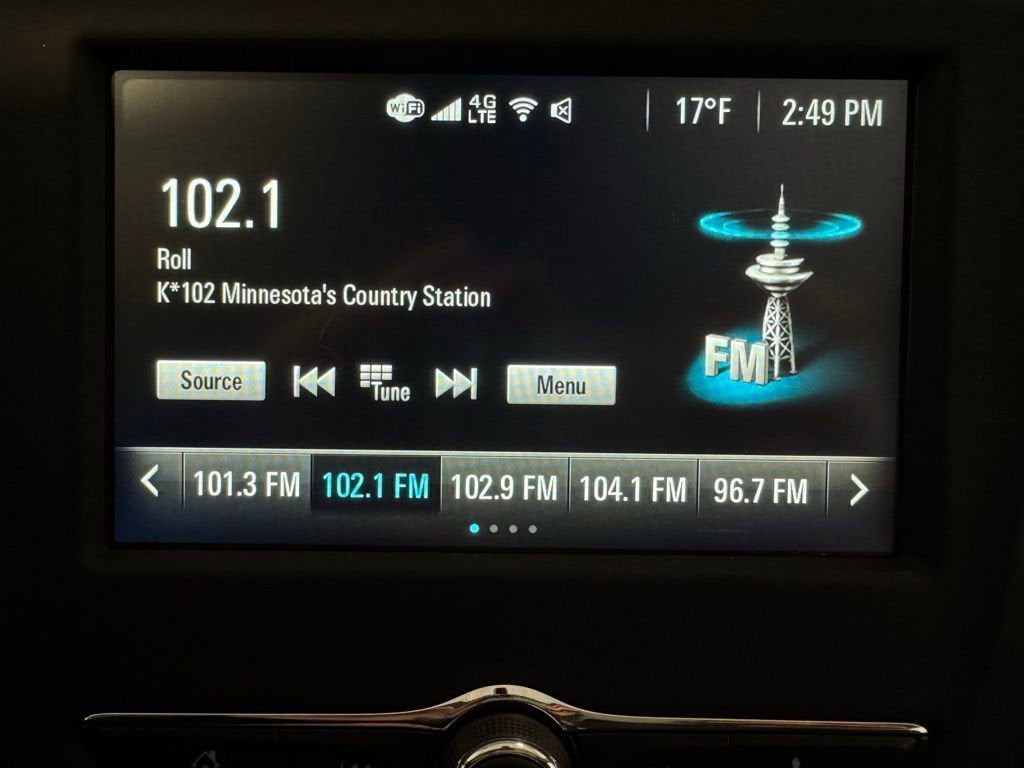 WiFi 4G LTE 17°F 2:49 PM
102.1
Roll
K*102 Minnesota's Country Station
FM
Source Tune Menu
101.3 FM 102.1 FM 102.9 FM 104.1 FM 96.7 FM